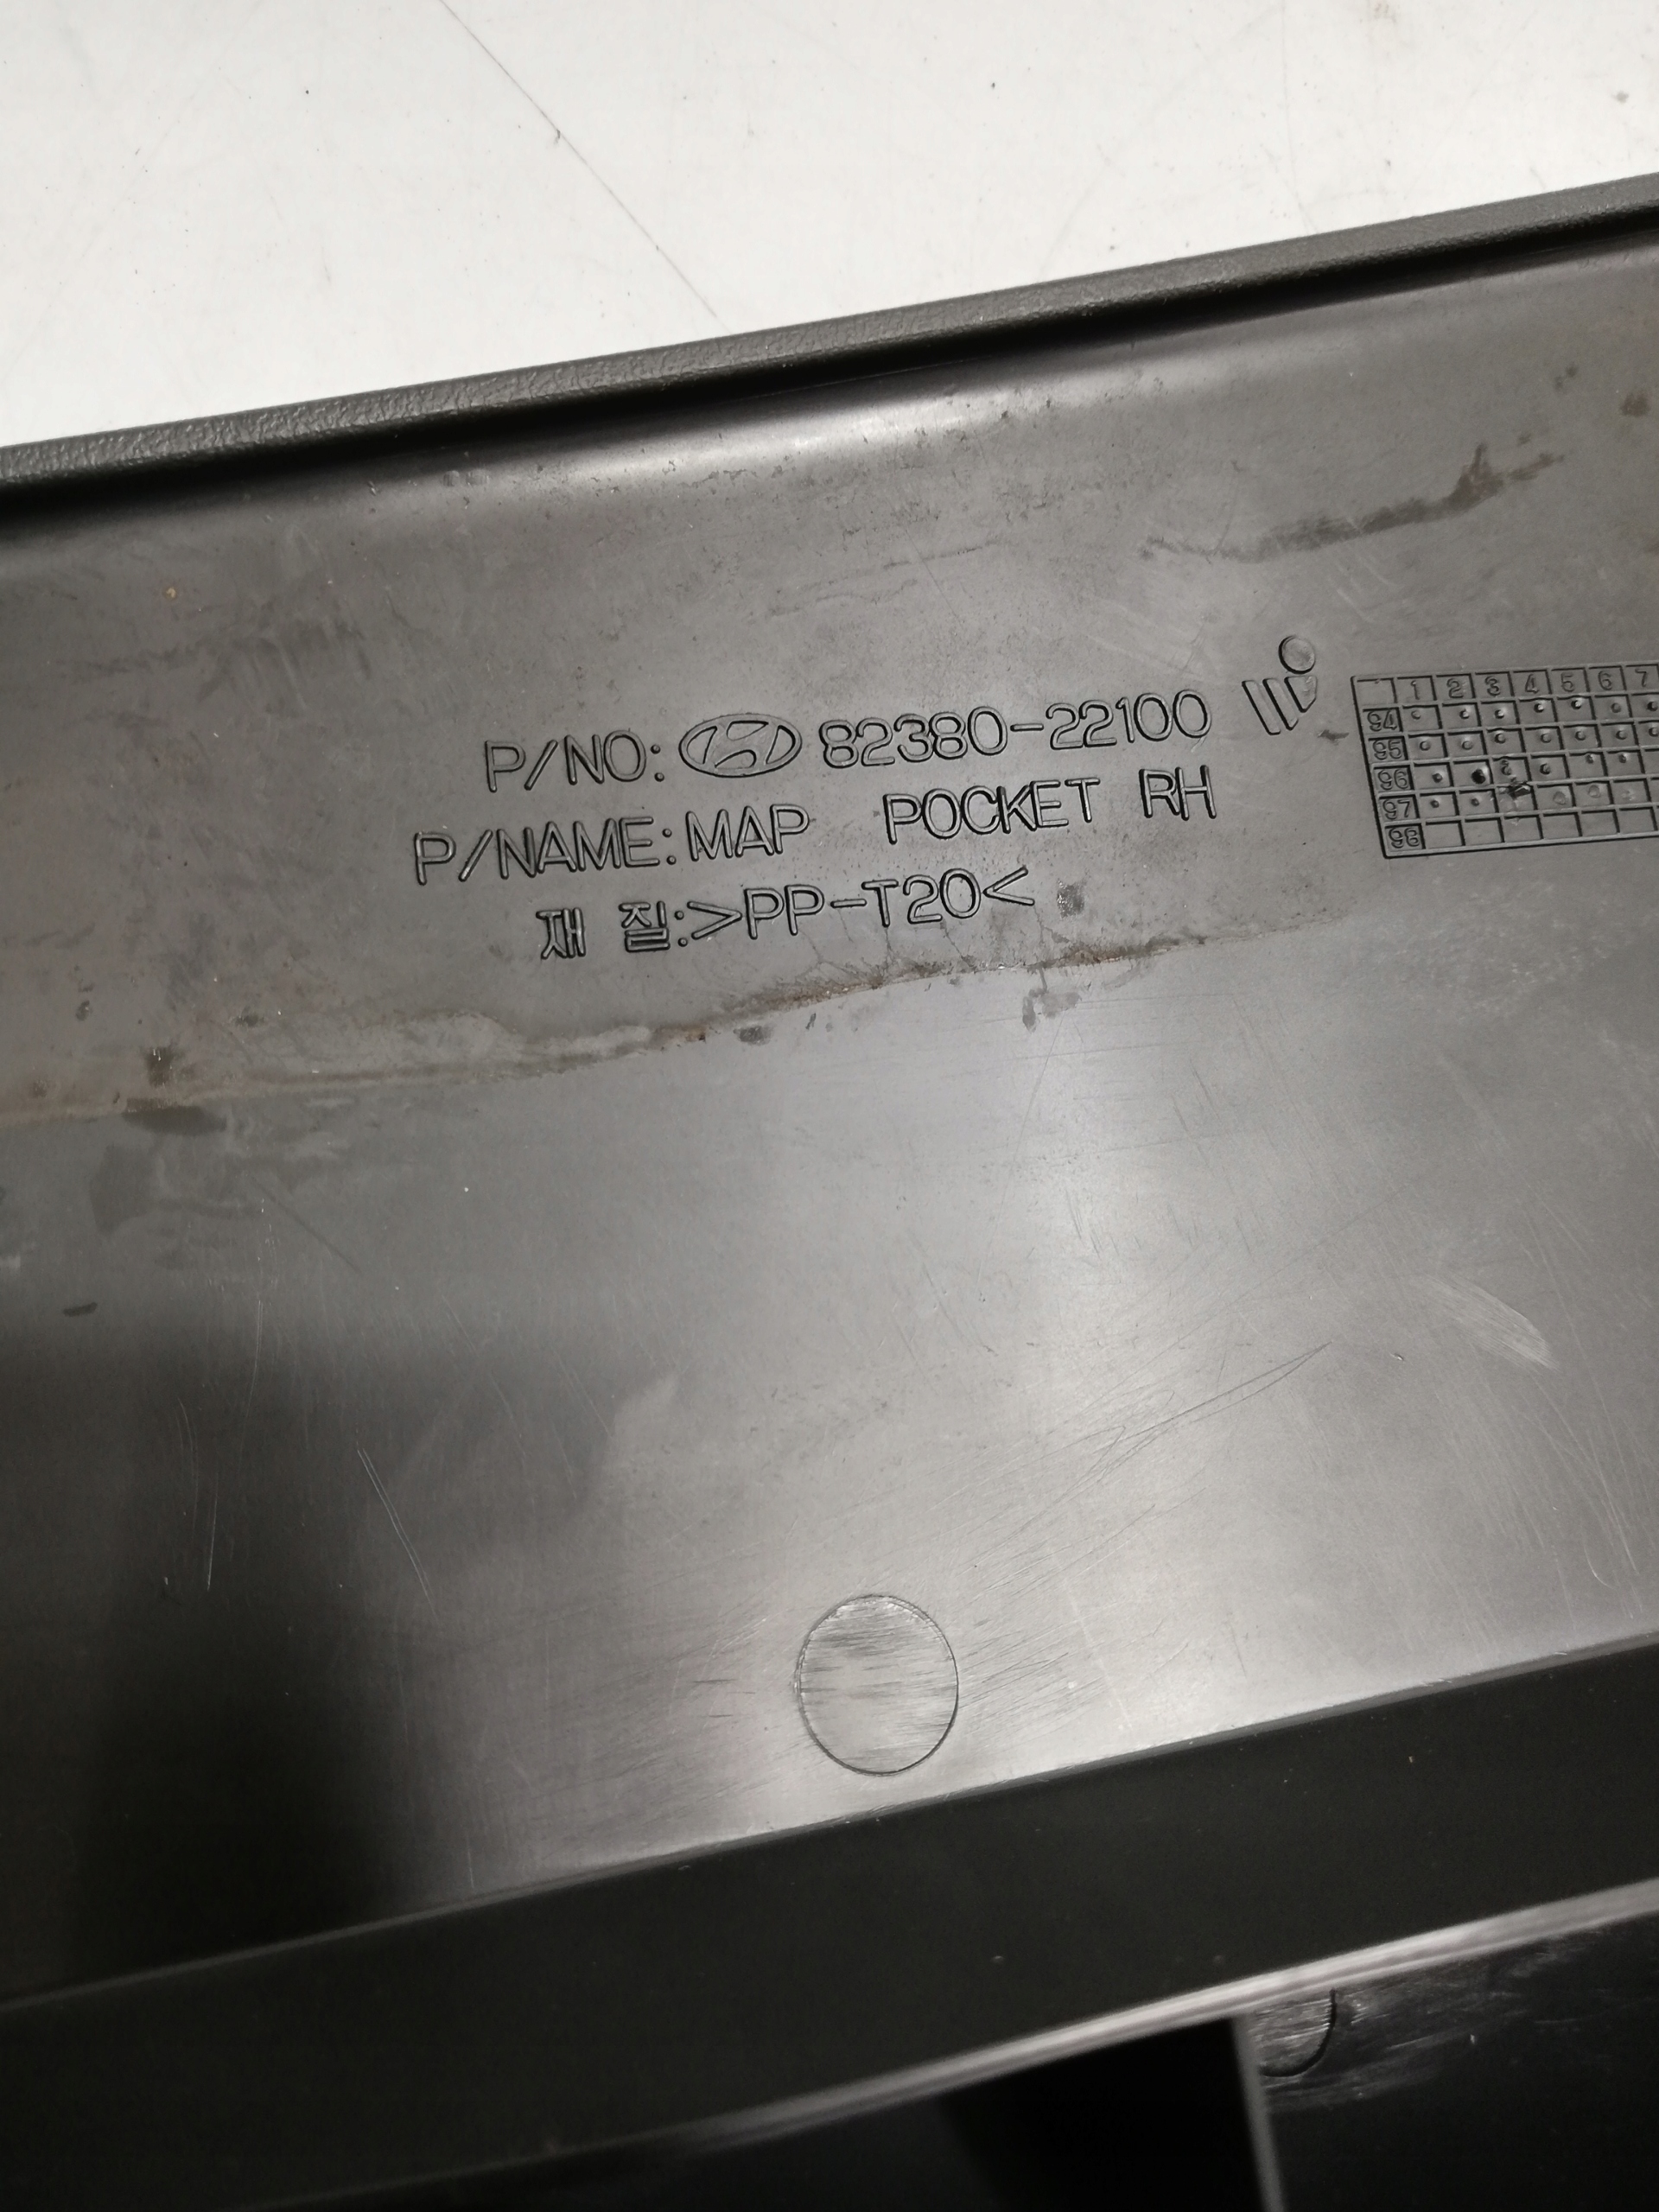 P/NO: 82380-22100
P/NAME: MAP POCKET RH
재 질: >PP-T20<
1 2 3 4 5 6 7
94
95
96
97
98